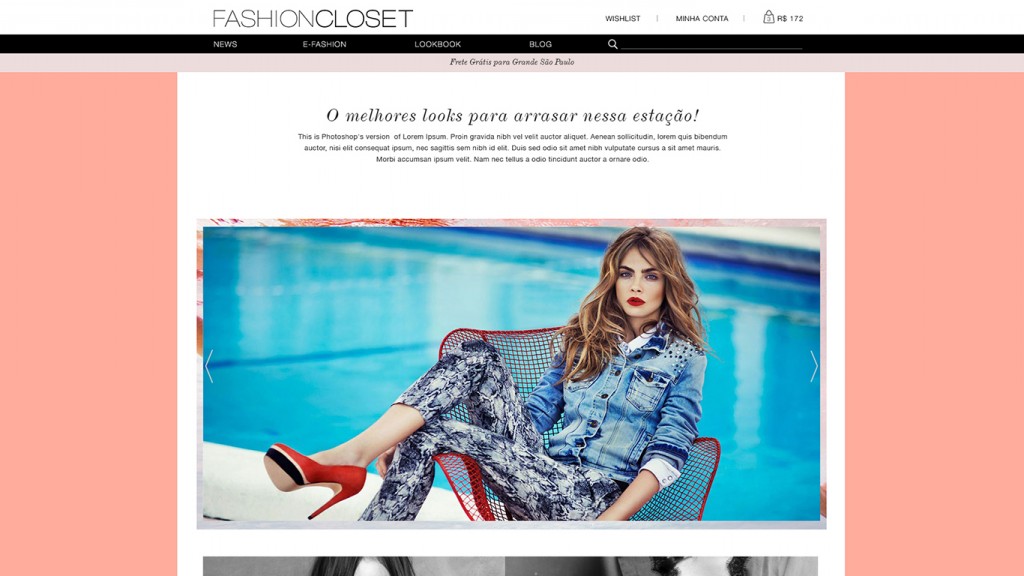 FASHIONCLOSET
WISHLIST | MINHA CONTA | 3 R$ 172
NEWS E-FASHION LOOKBOOK BLOG
Frete Grátis para Grande São Paulo
O melhores looks para arrasar nessa estação!
This is Photoshop's version of Lorem Ipsum. Proin gravida nibh vel velit auctor aliquet. Aenean sollicitudin, lorem quis bibendum
auctor, nisi elit consequat ipsum, nec sagittis sem nibh id elit. Duis sed odio sit amet nibh vulputate cursus a sit amet mauris.
Morbi accumsan ipsum velit. Nam nec tellus a odio tincidunt auctor a ornare odio.